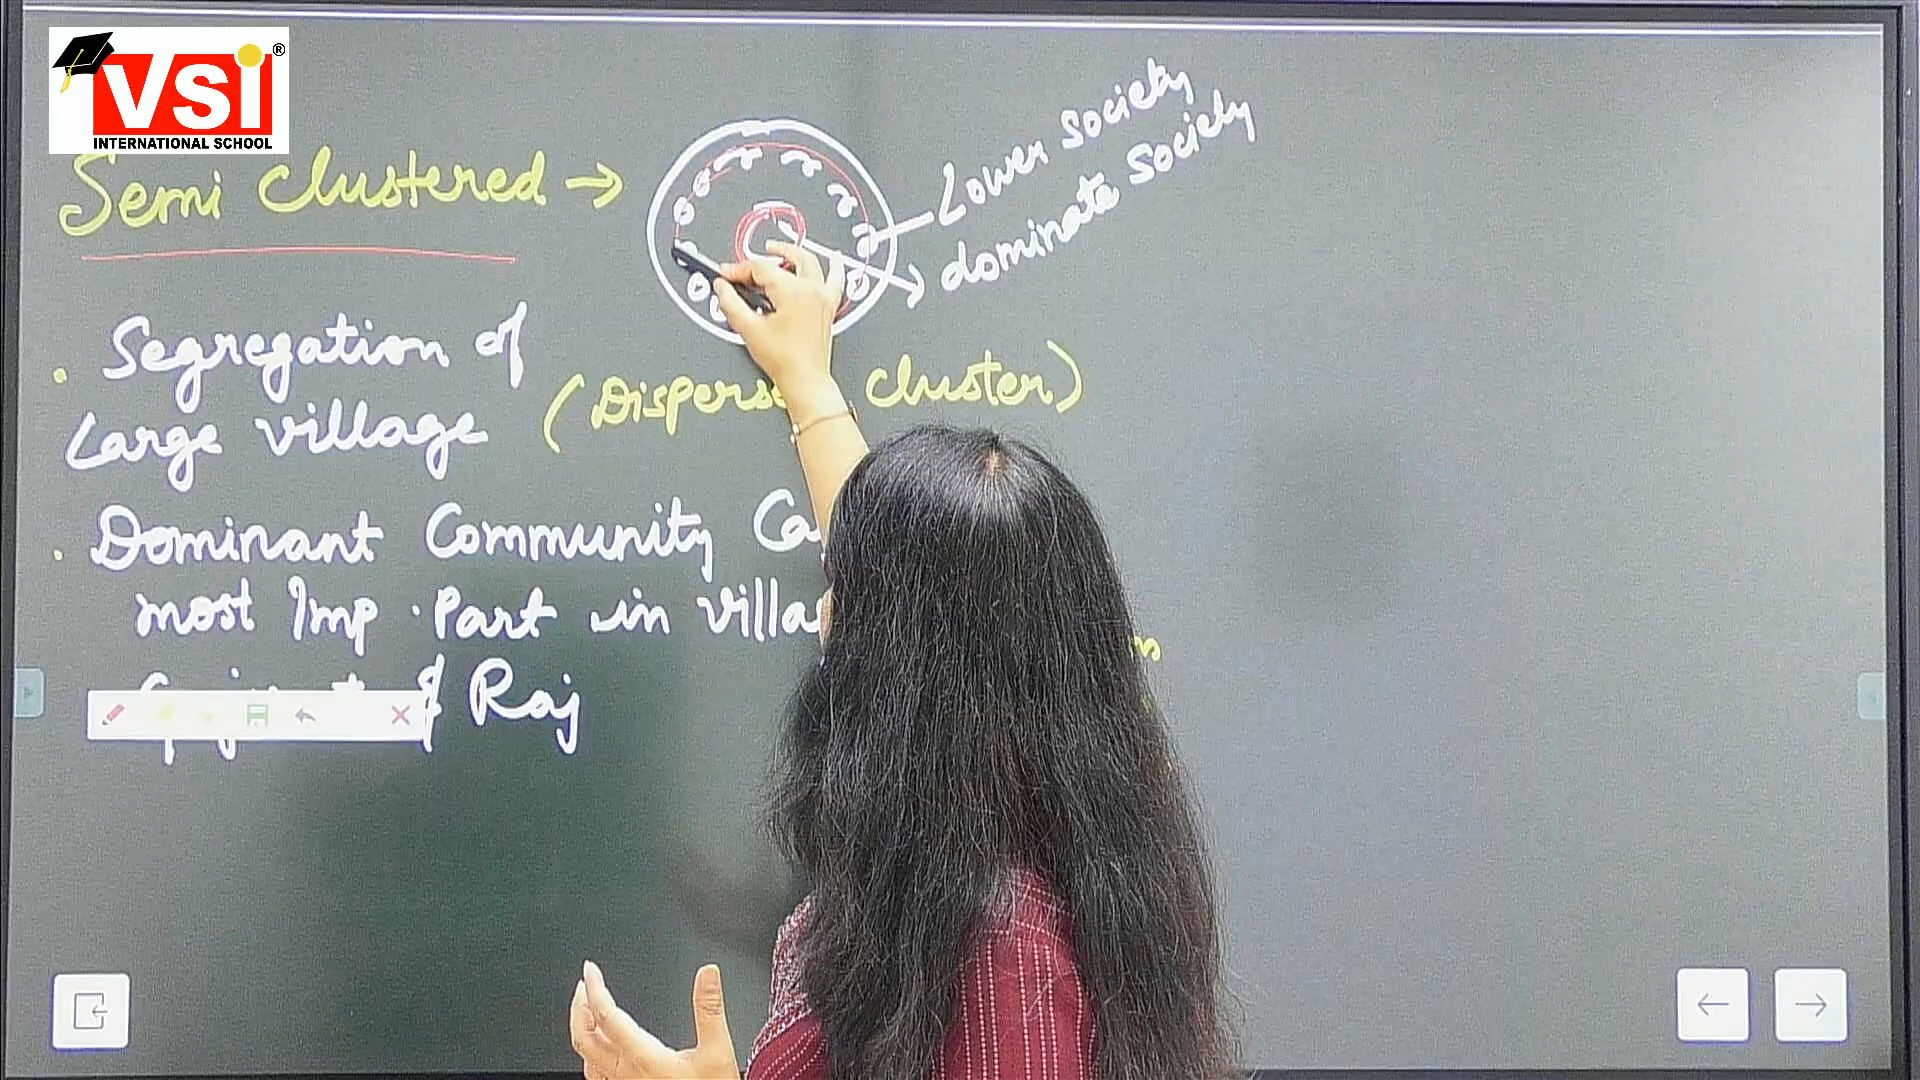 VSI ®
INTERNATIONAL SCHOOL
Semi Clustered →
Lower society
dominate society
• Segregation of
Large village
(Disperse cluster)
• Dominant Community
most Imp. Part in
& Raj